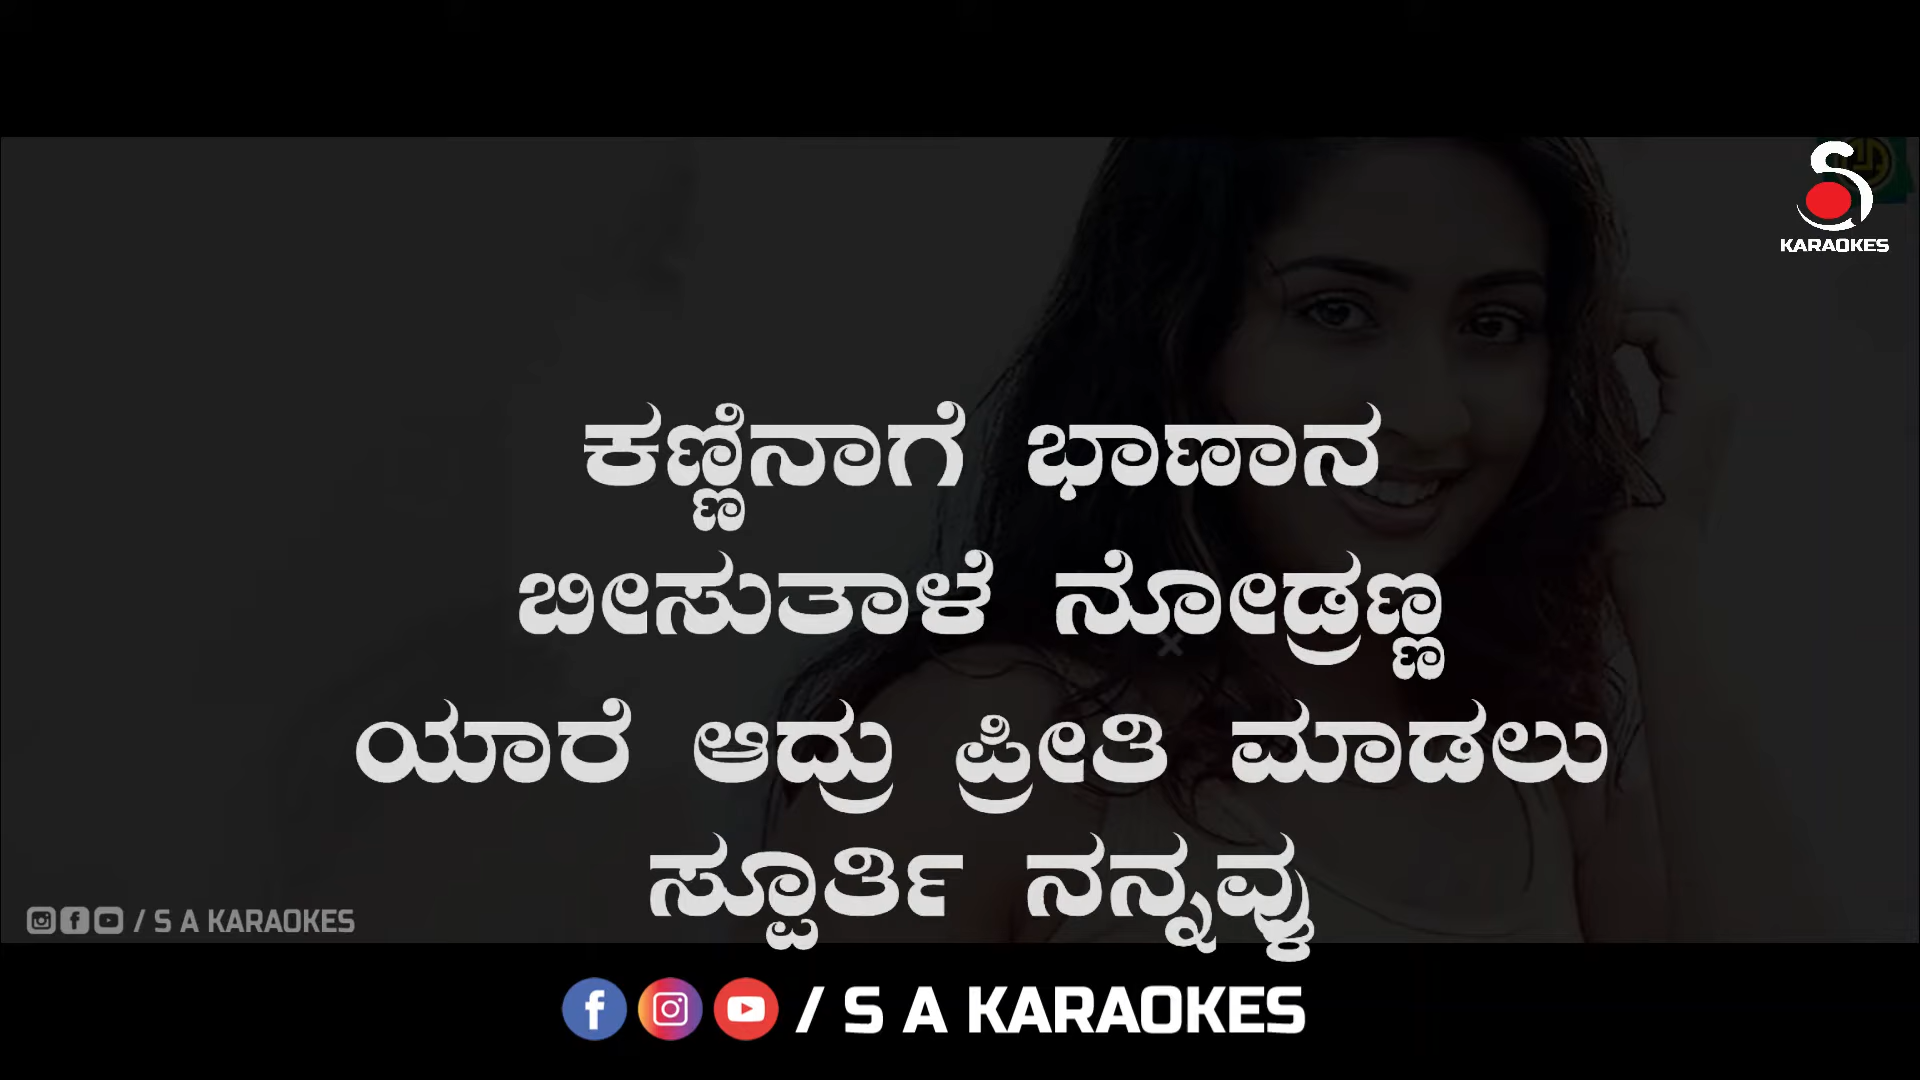 KARAOKES
ಕಣ್ಣಿನಾಗೆ ಭಾಣಾನ
ಬೀಸುತಾಳೆ ನೋಡ್ರಣ್ಣ
ಯಾರೆ ಆದ್ರು ಪ್ರೀತಿ ಮಾಡಲು
ಸ್ಪೂರ್ತಿ ನನ್ನವ್ಳು
/ S A KARAOKES
/ S A KARAOKES